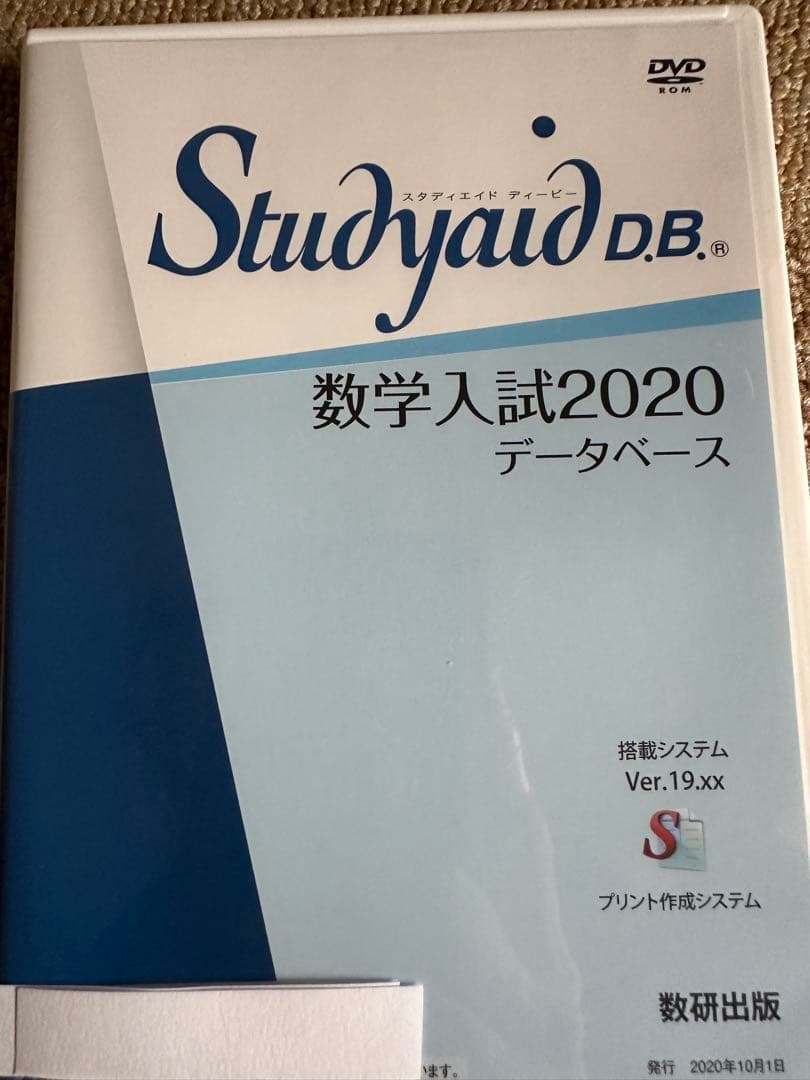 DVD
ROM
スタディエイド ディービー
Studyaid D.B.®
数学入試2020
データベース
搭載システム
Ver.19.xx
S
プリント作成システム
数研出版
います。
発行 2020年10月1日